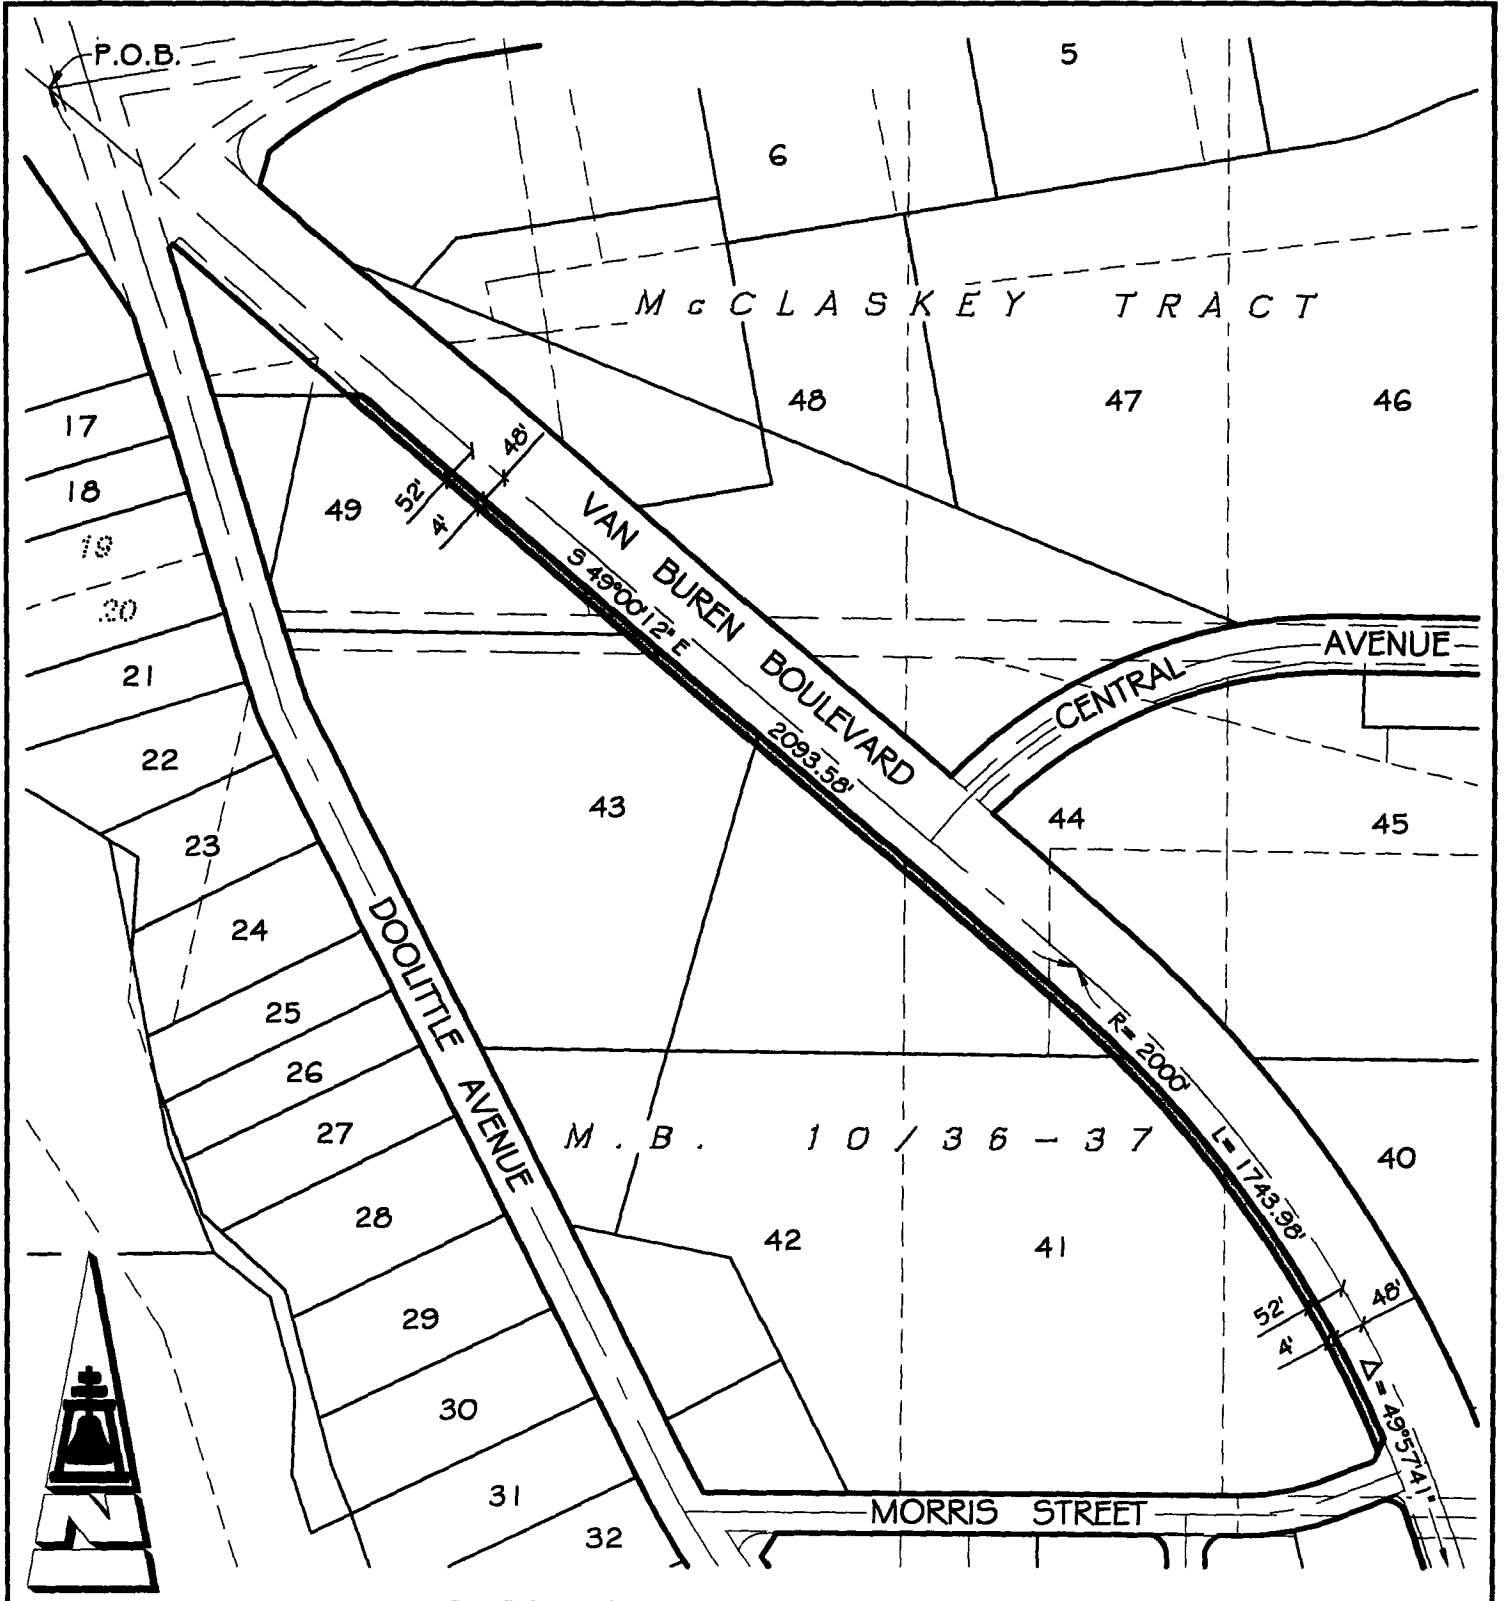 P.O.B.
5
6
McCLASKEY TRACT
48
47
46
17
18
19
20
21
22
23
24
25
26
27
28
29
30
31
32
49
48'
52'
4'
VAN BUREN BOULEVARD
S 49°00'12" E
2093.58'
CENTRAL AVENUE
43
44
45
DOOLITTLE AVENUE
R= 2000'
L= 1743.98'
M.B. 10/36-37
40
42
41
52'
4'
48'
Δ= 49°57'41"
MORRIS STREET
N